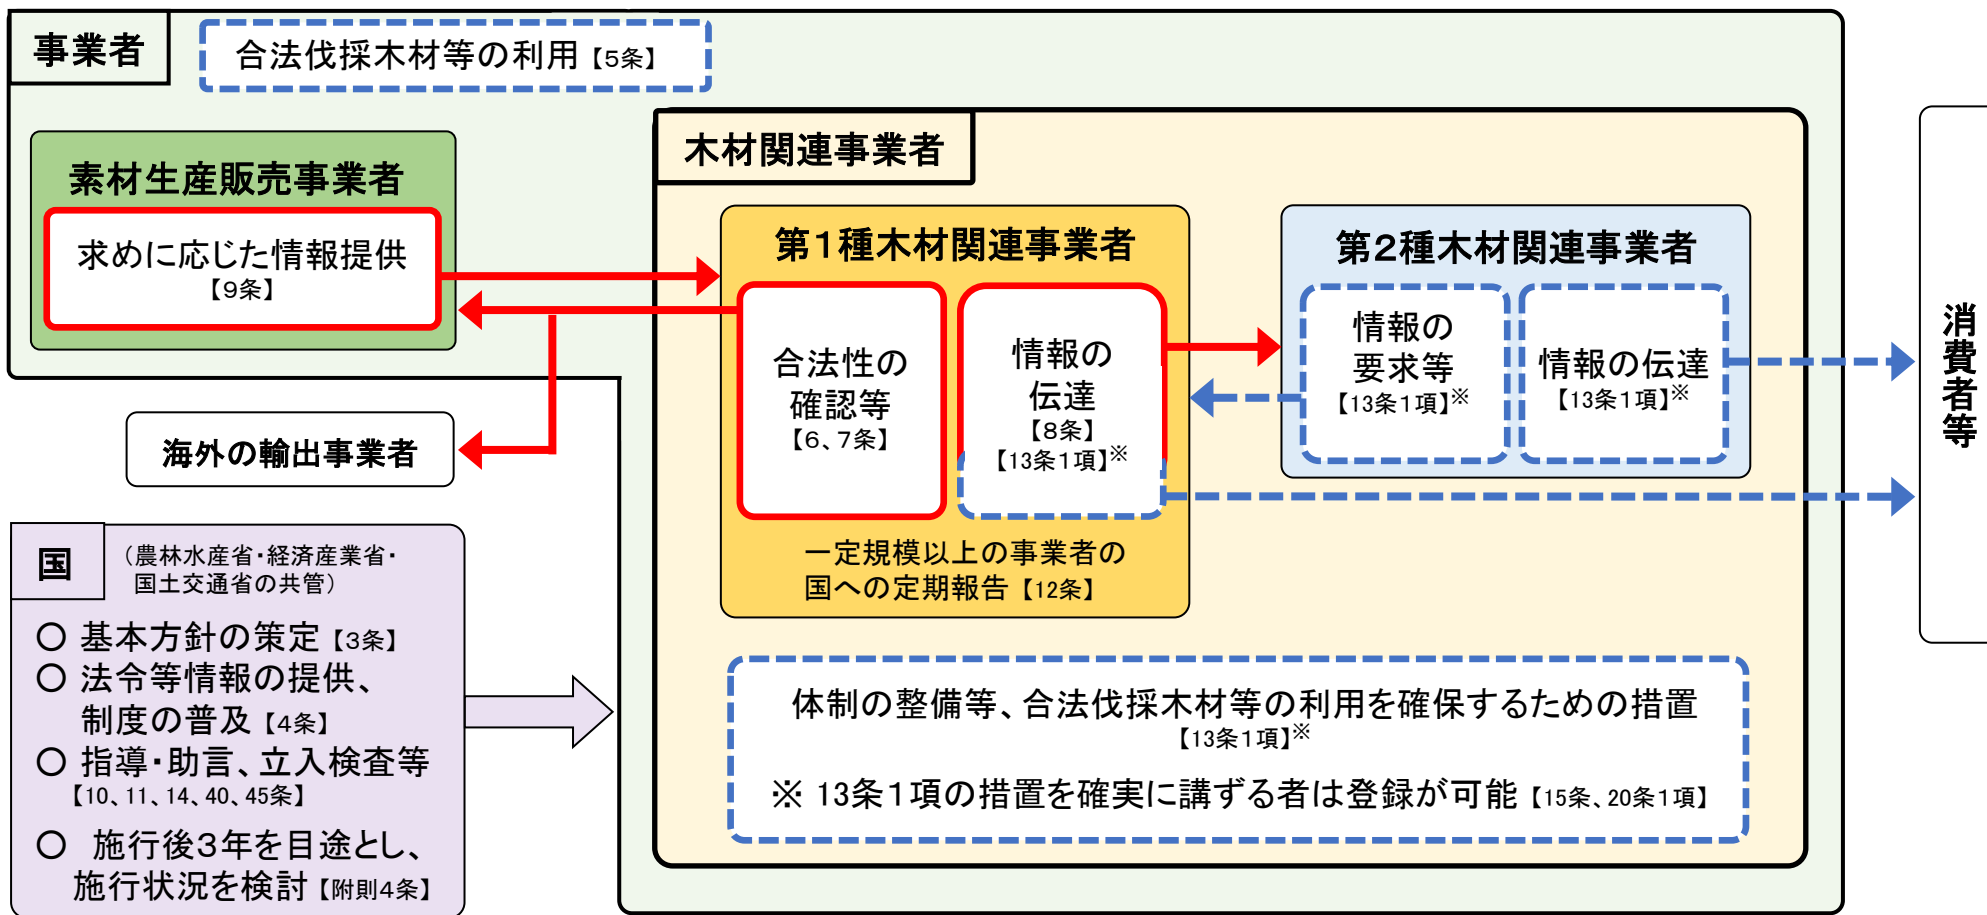 事業者
合法伐採木材等の利用【5条】
素材生産販売事業者
求めに応じた情報提供
【9条】
海外の輸出事業者
木材関連事業者
第1種木材関連事業者
合法性の
確認等
【6、7条】
情報の
伝達
【8条】
【13条1項】※
一定規模以上の事業者の
国への定期報告【12条】
第2種木材関連事業者
情報の
要求等
【13条1項】※
情報の伝達
【13条1項】※
体制の整備等、合法伐採木材等の利用を確保するための措置
【13条1項】※
※ 13条1項の措置を確実に講ずる者は登録が可能【15条、20条1項】
消費者等
国
(農林水産省・経済産業省・
国土交通省の共管)
○ 基本方針の策定【3条】
○ 法令等情報の提供、
制度の普及【4条】
○ 指導・助言、立入検査等
【10、11、14、40、45条】
○ 施行後3年を目途とし、
施行状況を検討【附則4条】